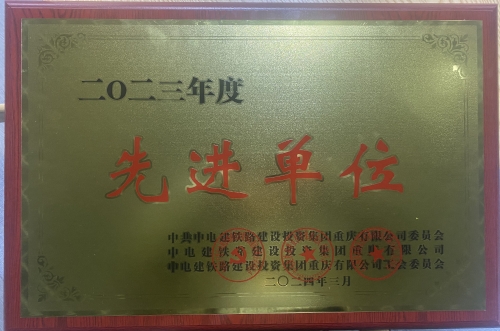 二〇二三年度
先进单位
中共中电建铁路建设投资集团重庆有限公司委员会
中电建铁路建设投资集团重庆有限公司
中电建铁路建设投资集团重庆有限公司工会委员会
二〇二四年三月